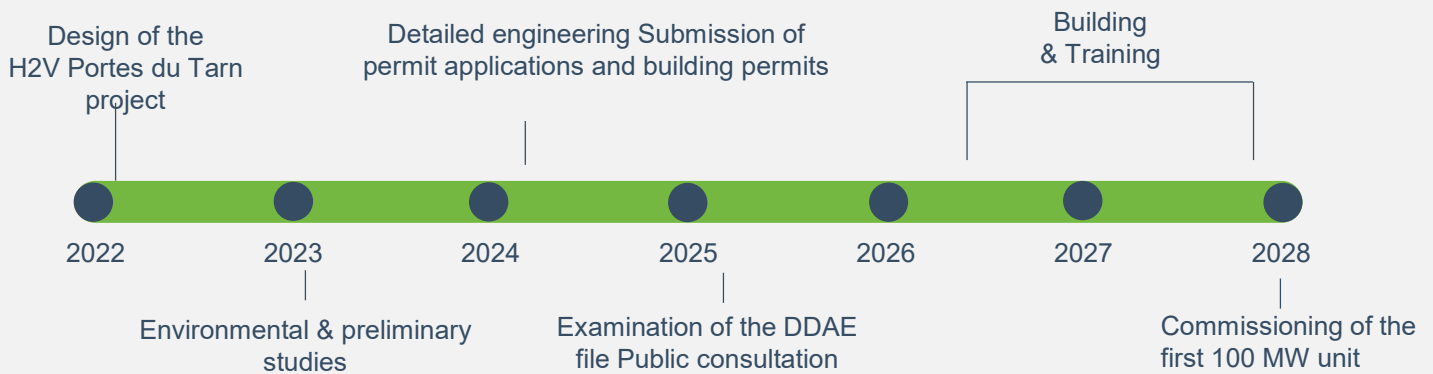 Design of the
H2V Portes du Tarn
project
Detailed engineering Submission of
permit applications and building permits
Building
& Training
2022
2023
2024
2025
2026
2027
2028
Environmental & preliminary
studies
Examination of the DDAE
file Public consultation
Commissioning of the
first 100 MW unit